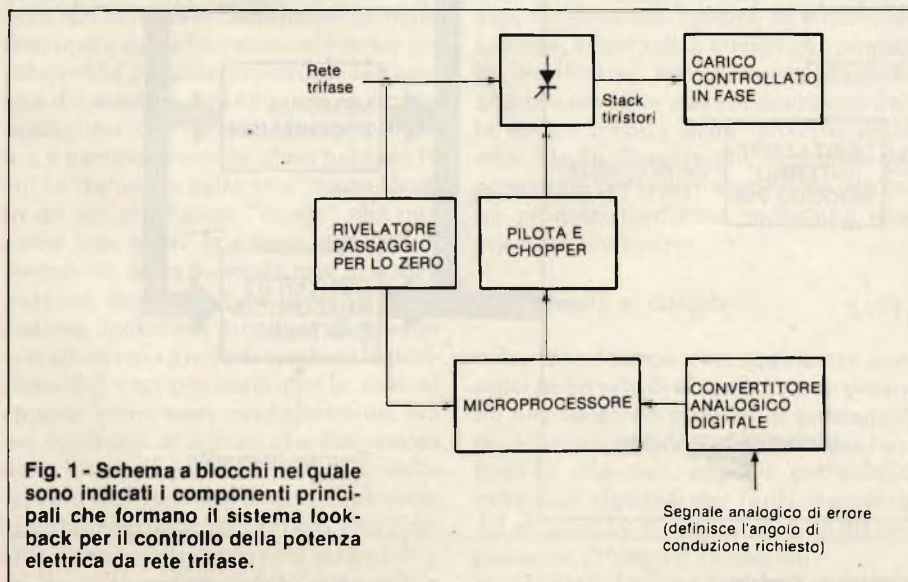 Rete
trifase
Stack
tiristori
CARICO
CONTROLLATO
IN FASE
RIVELATORE
PASSAGGIO
PER LO ZERO
PILOTA E
CHOPPER
MICROPROCESSORE
CONVERTITORE
ANALOGICO
DIGITALE
Segnale analogico di errore
(definisce l'angolo di
conduzione richiesto)
Fig. 1 - Schema a blocchi nel quale
sono indicati i componenti princi-
pali che formano il sistema look-
back per il controllo della potenza
elettrica da rete trifase.